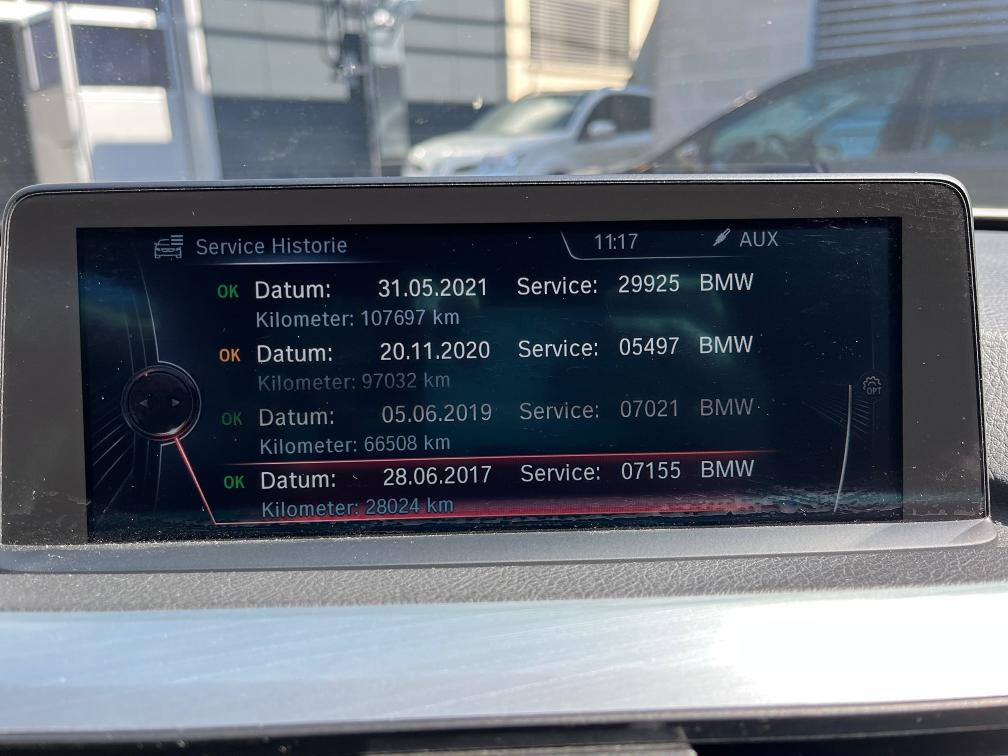 Service Historie 11:17 AUX
OK Datum: 31.05.2021 Service: 29925 BMW
Kilometer: 107697 km
OK Datum: 20.11.2020 Service: 05497 BMW
Kilometer: 97032 km
OK Datum: 05.06.2019 Service: 07021 BMW
Kilometer: 66508 km
OK Datum: 28.06.2017 Service: 07155 BMW
Kilometer: 28024 km
OPT